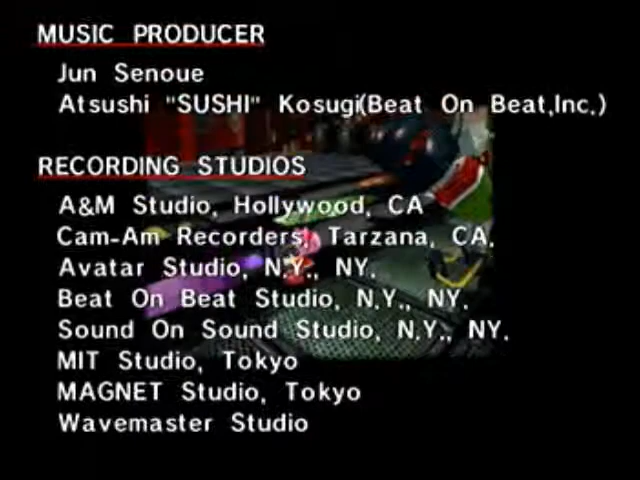 MUSIC PRODUCER
Jun Senoue
Atsushi "SUSHI" Kosugi(Beat On Beat,Inc.)
RECORDING STUDIOS
A&M Studio, Hollywood, CA
Cam-Am Recorders, Tarzana, CA.
Avatar Studio, N.Y., NY.
Beat On Beat Studio, N.Y., NY.
Sound On Sound Studio, N.Y., NY.
MIT Studio, Tokyo
MAGNET Studio, Tokyo
Wavemaster Studio